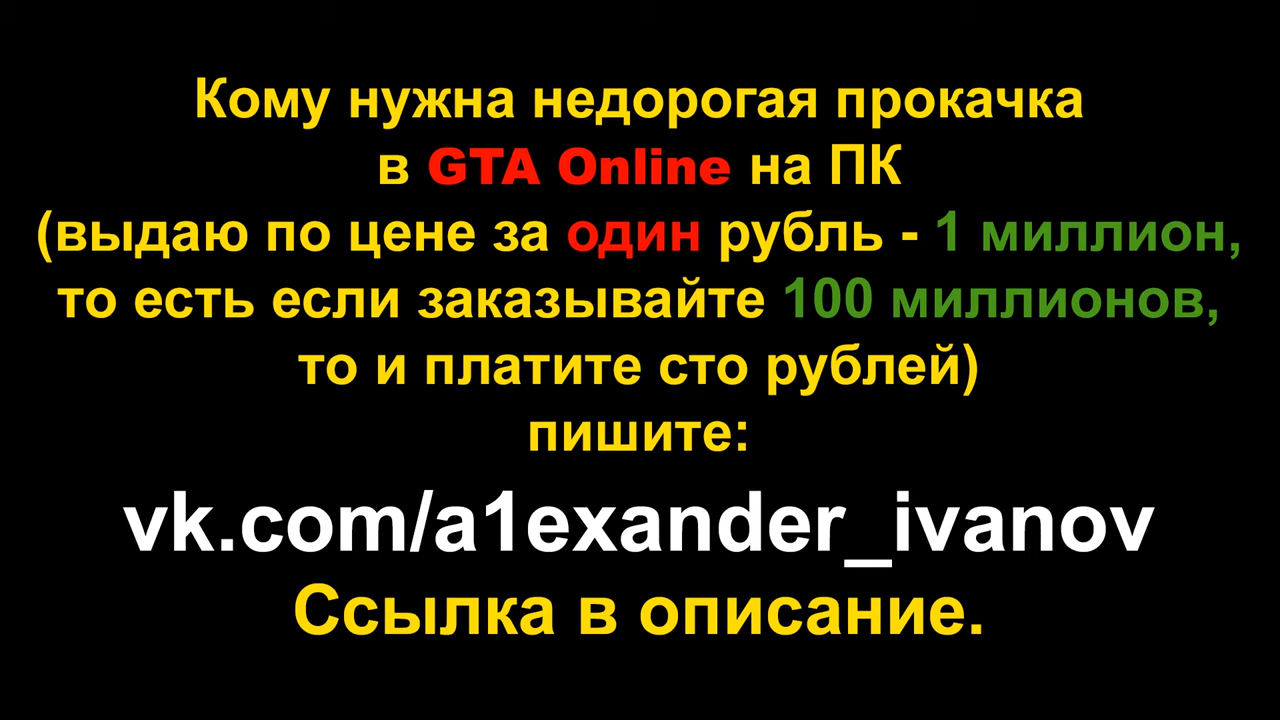 Кому нужна недорогая прокачка
в GTA Online на ПК
(выдаю по цене за один рубль - 1 миллион,
то есть если заказывайте 100 миллионов,
то и платите сто рублей)
пишите:
vk.com/a1exander_ivanov
Ссылка в описание.